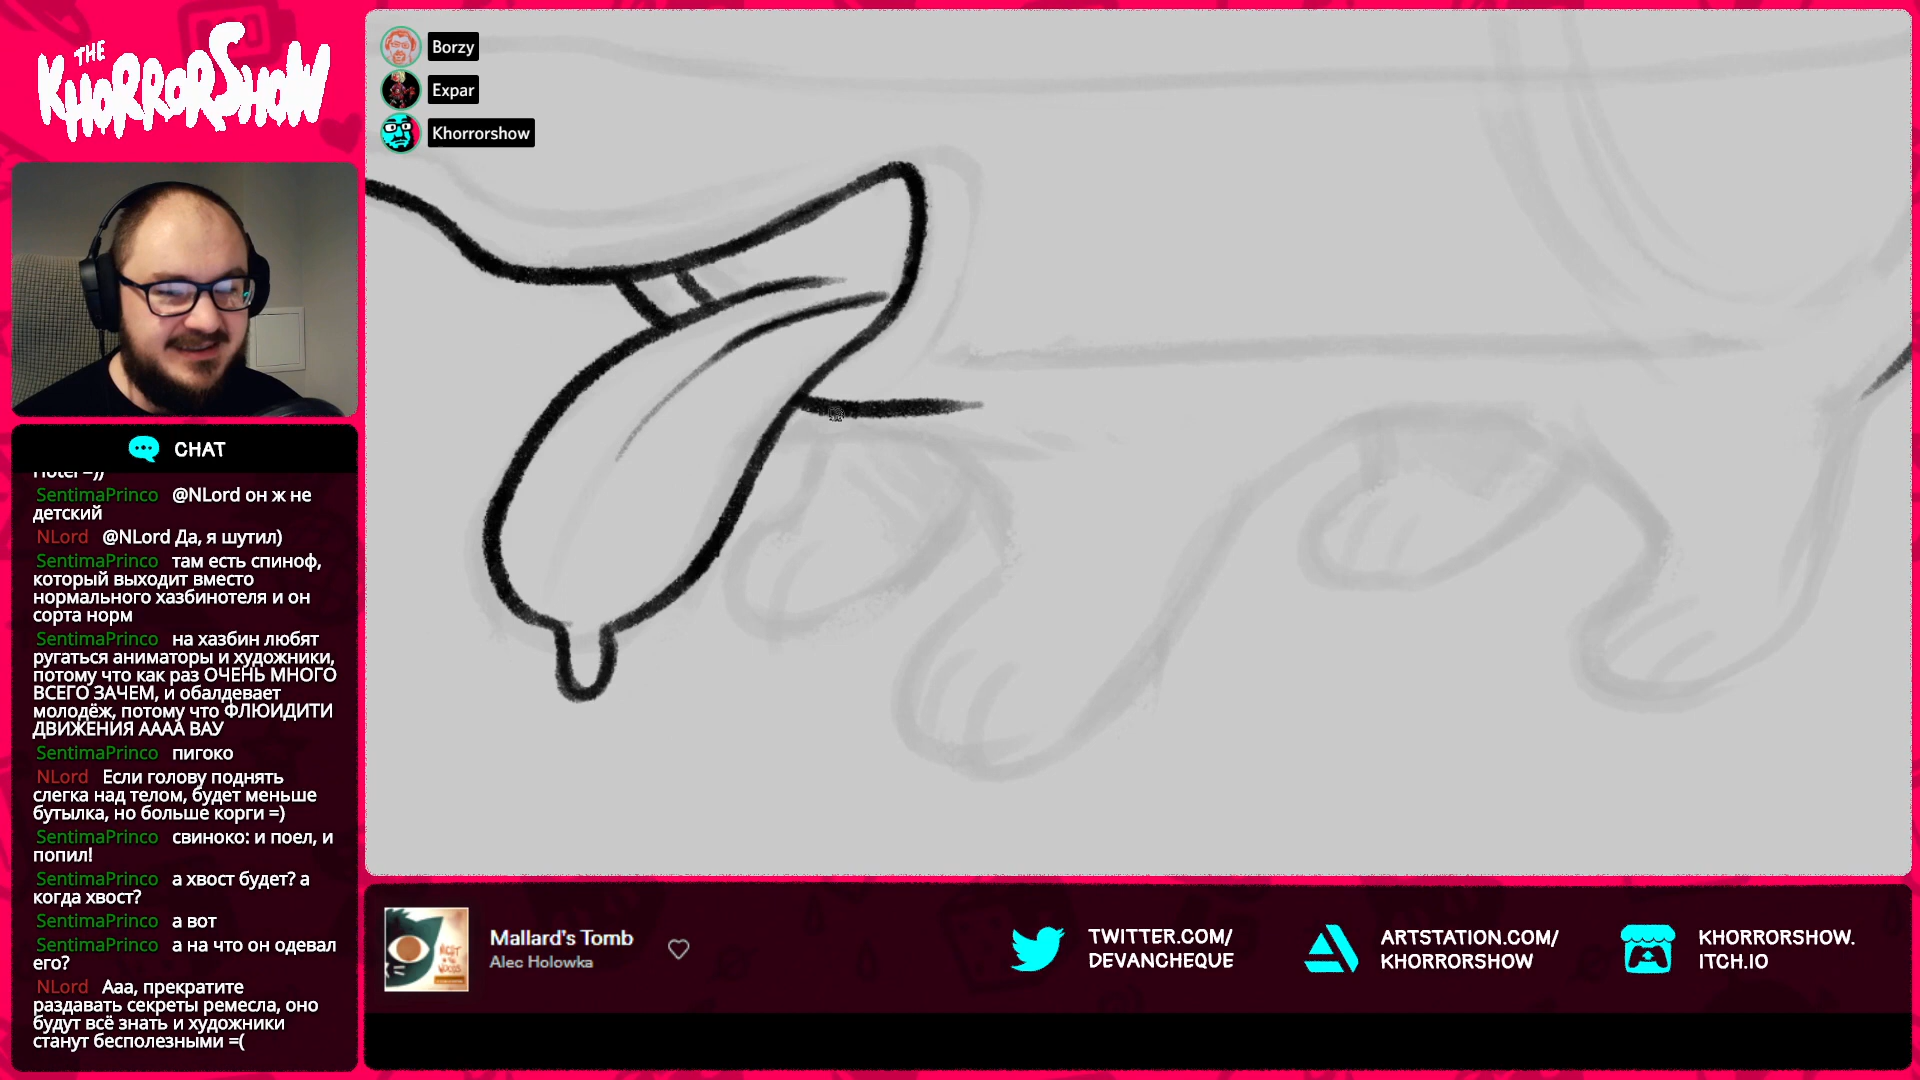 THE
KHORRORSHOW
Borzy
Expar
Khorrorshow
CHAT
Hotel =))
SentimaPrinco @NLord он ж не
детский
NLord @NLord Да, я шутил)
SentimaPrinco там есть спиноф,
который выходит вместо
нормального хазбинотеля и он
сорта норм
SentimaPrinco на хазбин любят
ругаться аниматоры и художники,
потому что как раз ОЧЕНЬ МНОГО
ВСЕГО ЗАЧЕМ, и обалдевает
молодёж, потому что ФЛЮИДИТИ
ДВИЖЕНИЯ АААА ВАУ
SentimaPrinco пигоко
NLord Если голову поднять
слегка над телом, будет меньше
бутылка, но больше корги =)
SentimaPrinco свиноко: и поел, и
попил!
SentimaPrinco а хвост будет? а
когда хвост?
SentimaPrinco а вот
SentimaPrinco а на что он одевал
его?
NLord Ааа, прекратите
раздавать секреты ремесла, оно
будут всё знать и художники
станут бесполезными =(
NIGHT
IN THE
WOODS
Mallard's Tomb
Alec Holowka
TWITTER.COM/
DEVANCHEQUE
ARTSTATION.COM/
KHORRORSHOW
KHORRORSHOW.
ITCH.IO